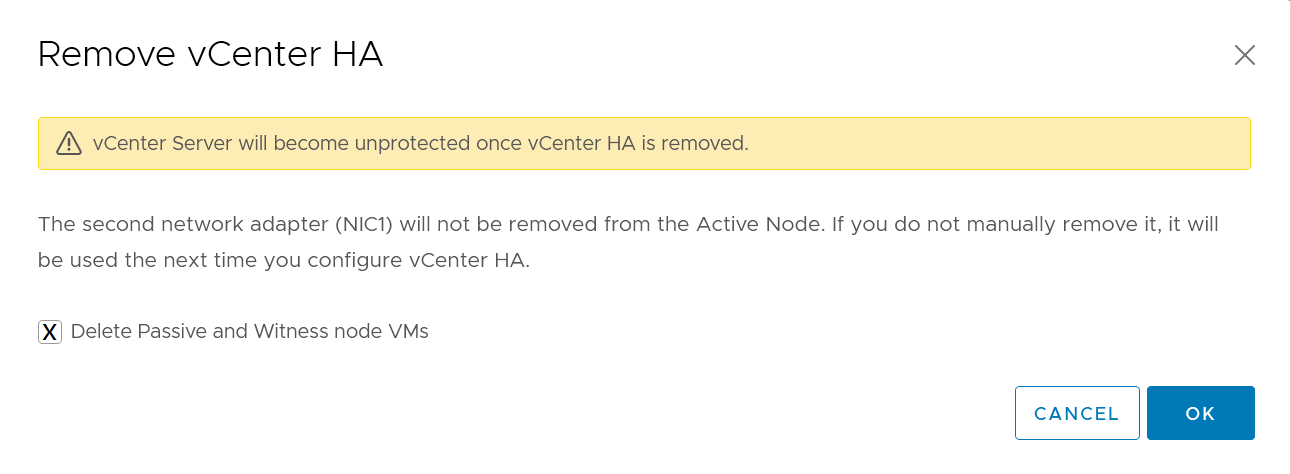 Remove vCenter HA
vCenter Server will become unprotected once vCenter HA is removed.
The second network adapter (NIC1) will not be removed from the Active Node. If you do not manually remove it, it will
be used the next time you configure vCenter HA.
X Delete Passive and Witness node VMs
CANCEL OK